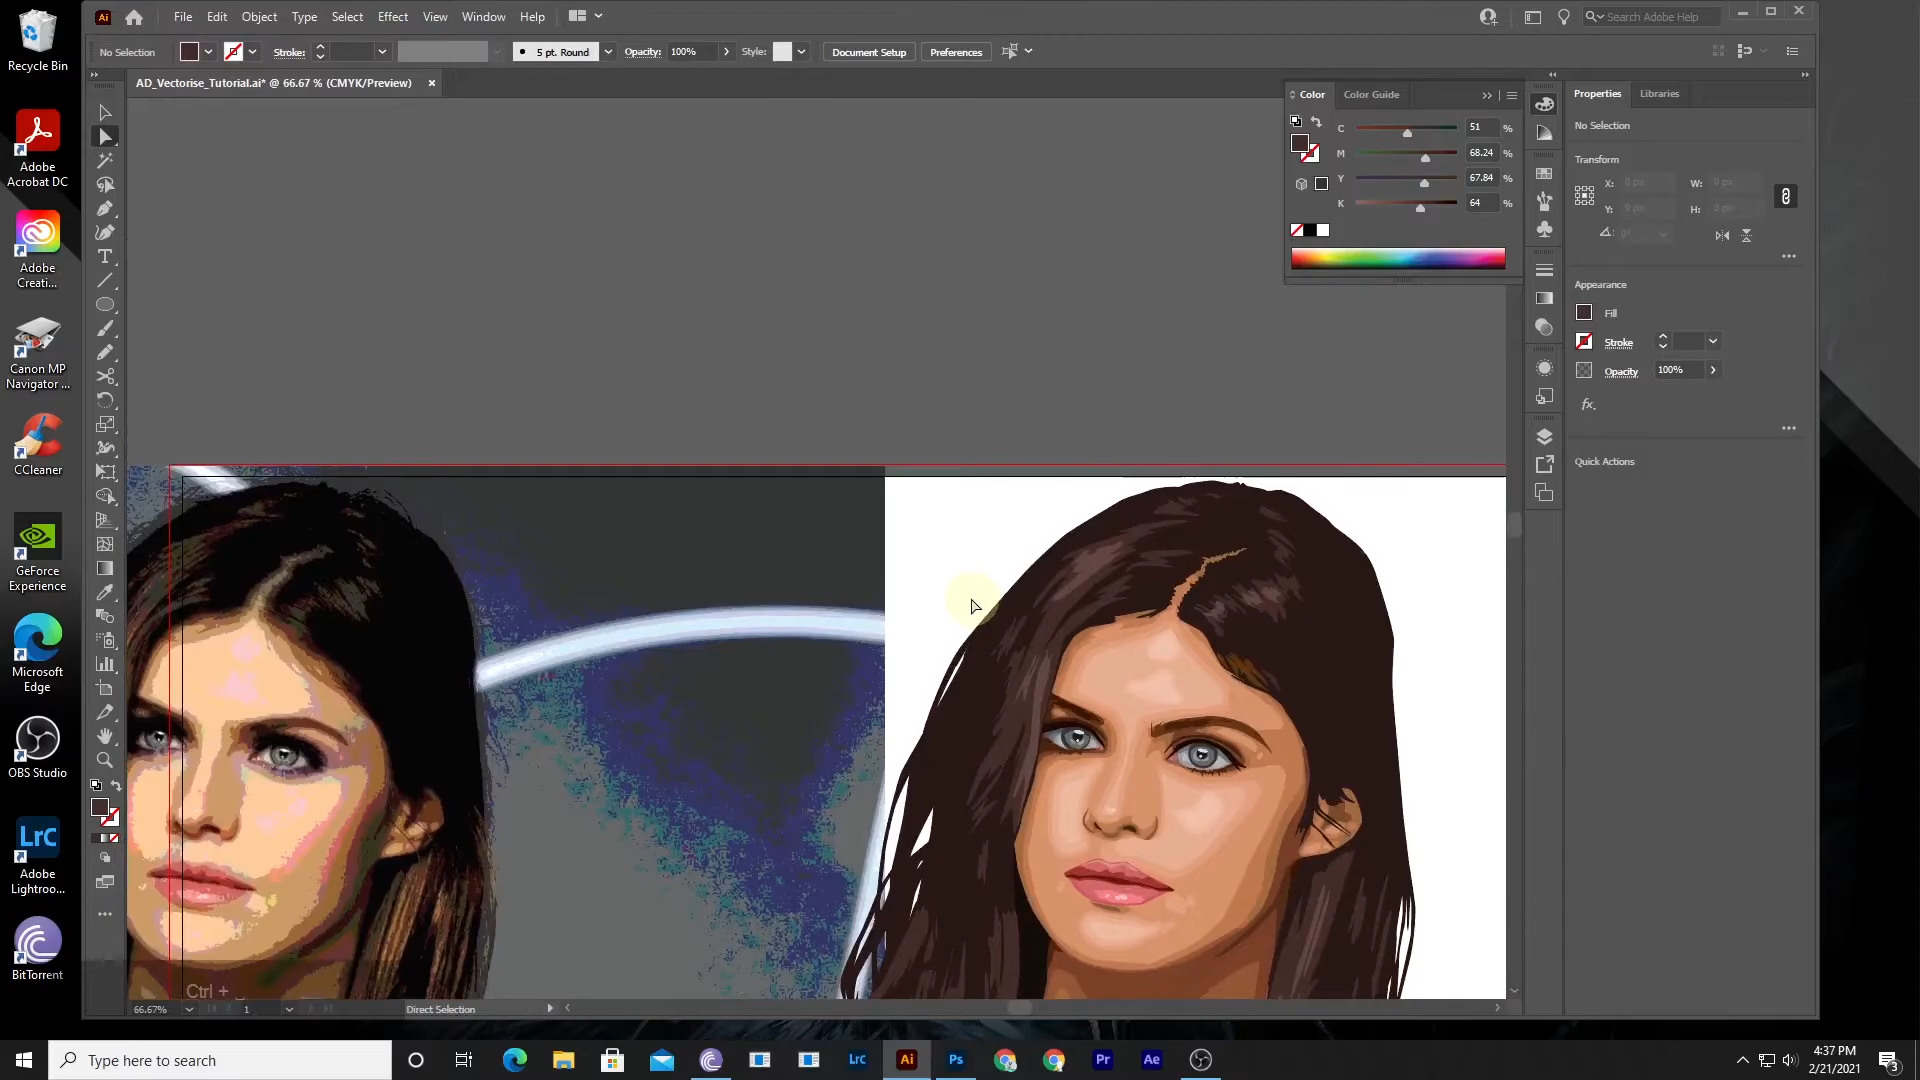 Ai File Edit Object Type Select Effect View Window Help Search Adobe Help
No Selection Stroke: 5 pt. Round Opacity: 100% Style: Document Setup Preferences
AD_Vectorise_Tutorial.ai* @ 66.67 % (CMYK/Preview)
Color Color Guide
C 51 %
M 68.24 %
Y 67.84 %
K 64 %
Properties Libraries
No Selection
Transform
X: 0 px W: 0 px
Y: 0 px H: 0 px
0°
Appearance
Fill
Stroke
Opacity 100%
fx.
Quick Actions
Recycle Bin
Adobe
Acrobat DC
Adobe
Creati...
Canon MP
Navigator ...
CCleaner
GeForce
Experience
Microsoft
Edge
OBS Studio
LrC
Adobe
Lightroo...
BitTorrent
Ctrl +
66.67% 1 Direct Selection
Type here to search
LrC Ai Ps Pr Ae
4:37 PM
2/21/2021
3